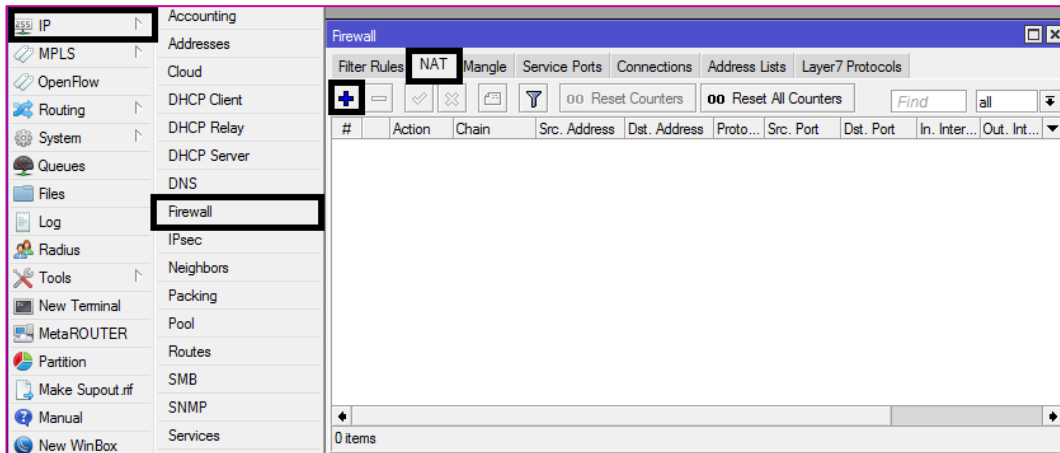 IP
MPLS
OpenFlow
Routing
System
Queues
Files
Log
Radius
Tools
New Terminal
MetaROUTER
Partition
Make Supout.rif
Manual
New WinBox
Accounting
Addresses
Cloud
DHCP Client
DHCP Relay
DHCP Server
DNS
Firewall
IPsec
Neighbors
Packing
Pool
Routes
SMB
SNMP
Services
Firewall
Filter Rules NAT Mangle Service Ports Connections Address Lists Layer7 Protocols
00 Reset Counters 00 Reset All Counters Find all
# Action Chain Src. Address Dst. Address Proto... Src. Port Dst. Port In. Inter... Out. Int...
0 items